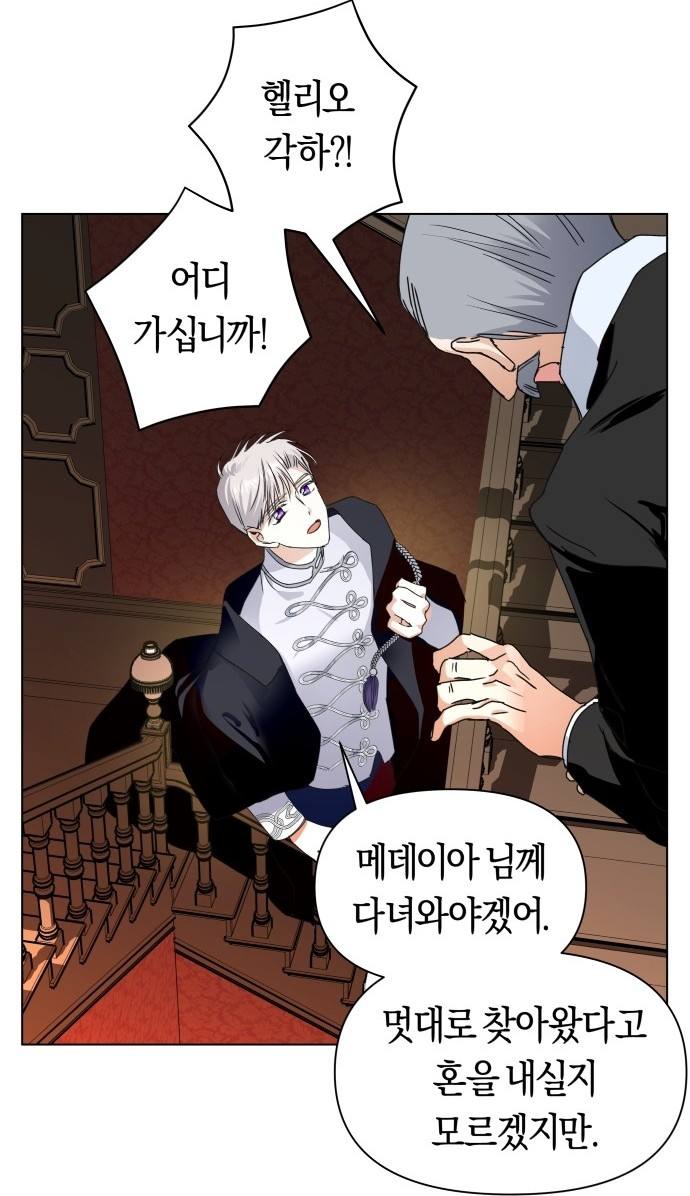 헬리오
각하?!
어디
가십니까!
메데이아 님께
다녀와야겠어.
멋대로 찾아왔다고
혼을 내실지
모르겠지만.